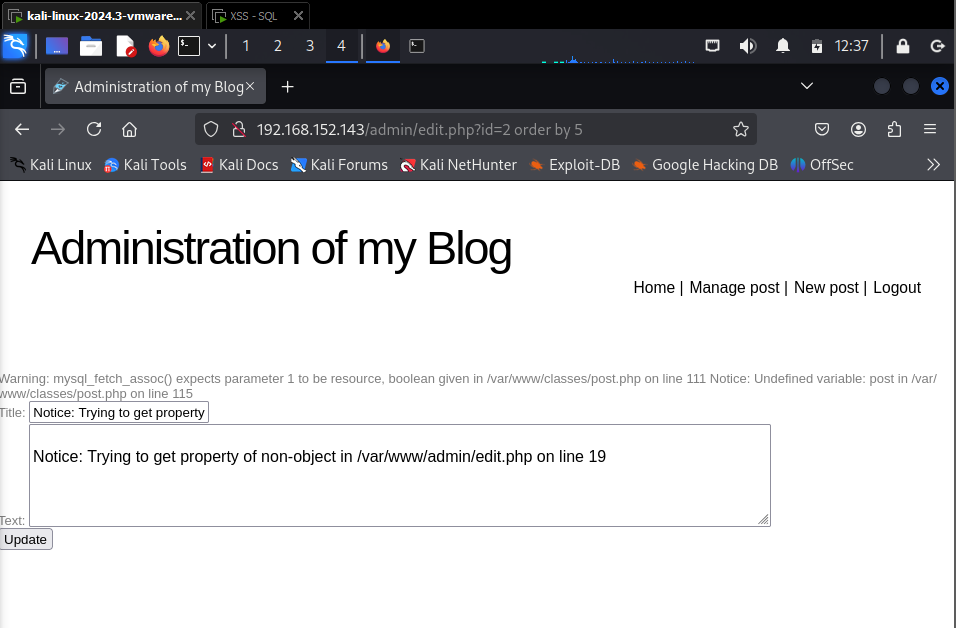 kali-linux-2024.3-vmware... XSS - SQL
1 2 3 4 12:37
Administration of my Blog
192.168.152.143/admin/edit.php?id=2 order by 5
Kali Linux Kali Tools Kali Docs Kali Forums Kali NetHunter Exploit-DB Google Hacking DB OffSec
Administration of my Blog
Home | Manage post | New post | Logout
Warning: mysql_fetch_assoc() expects parameter 1 to be resource, boolean given in /var/www/classes/post.php on line 111 Notice: Undefined variable: post in /var/
www/classes/post.php on line 115
Title: Notice: Trying to get property
Notice: Trying to get property of non-object in /var/www/admin/edit.php on line 19
Text:
Update